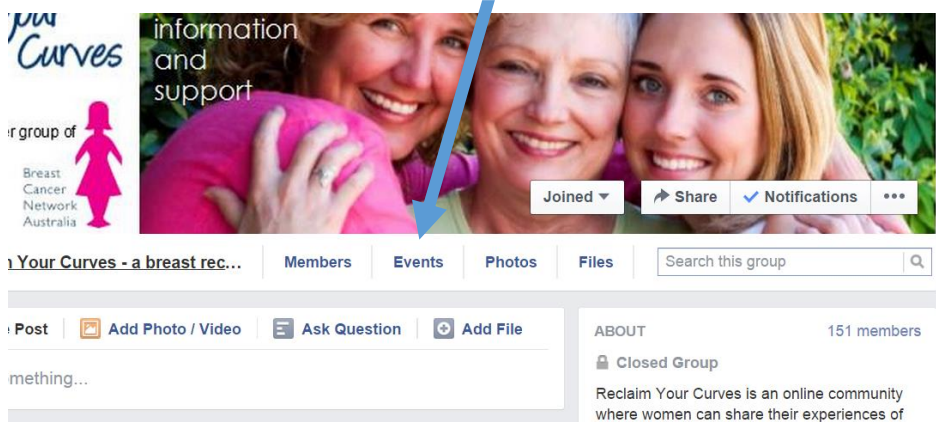 your
Curves
information
and
support
er group of
Breast
Cancer
Network
Australia
Joined
Share
Notifications
Your Curves - a breast rec...
Members
Events
Photos
Files
Search this group
Post
Add Photo / Video
Ask Question
Add File
mething...
ABOUT
151 members
Closed Group
Reclaim Your Curves is an online community
where women can share their experiences of